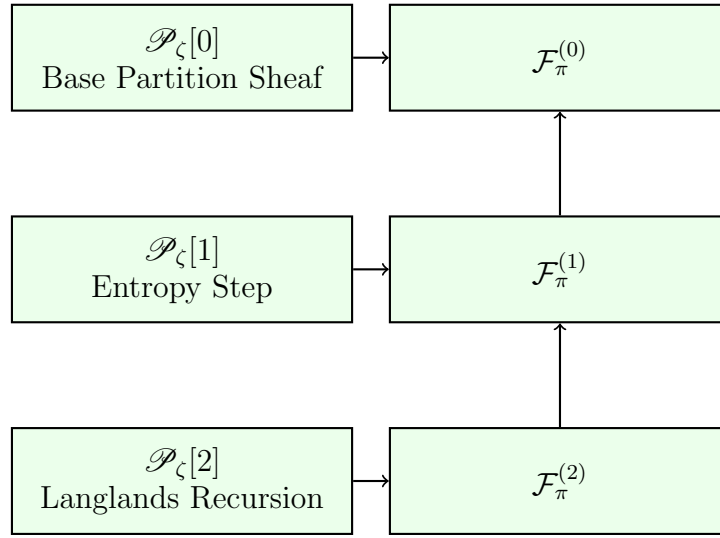 𝒫_ζ[0]
Base Partition Sheaf
ℱ_π^(0)
𝒫_ζ[1]
Entropy Step
ℱ_π^(1)
𝒫_ζ[2]
Langlands Recursion
ℱ_π^(2)